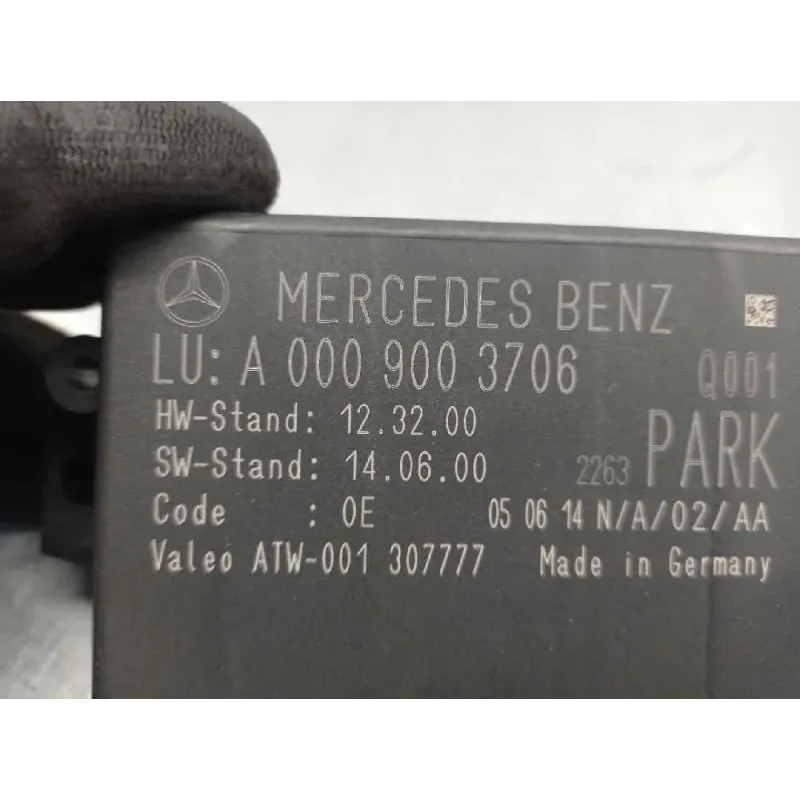 MERCEDES BENZ
LU: A 000 900 3706 Q001
HW-Stand: 12.32.00
SW-Stand: 14.06.00 2263 PARK
Code : 0E 05 06 14 N/A/02/AA
Valeo ATW-001 307777 Made in Germany